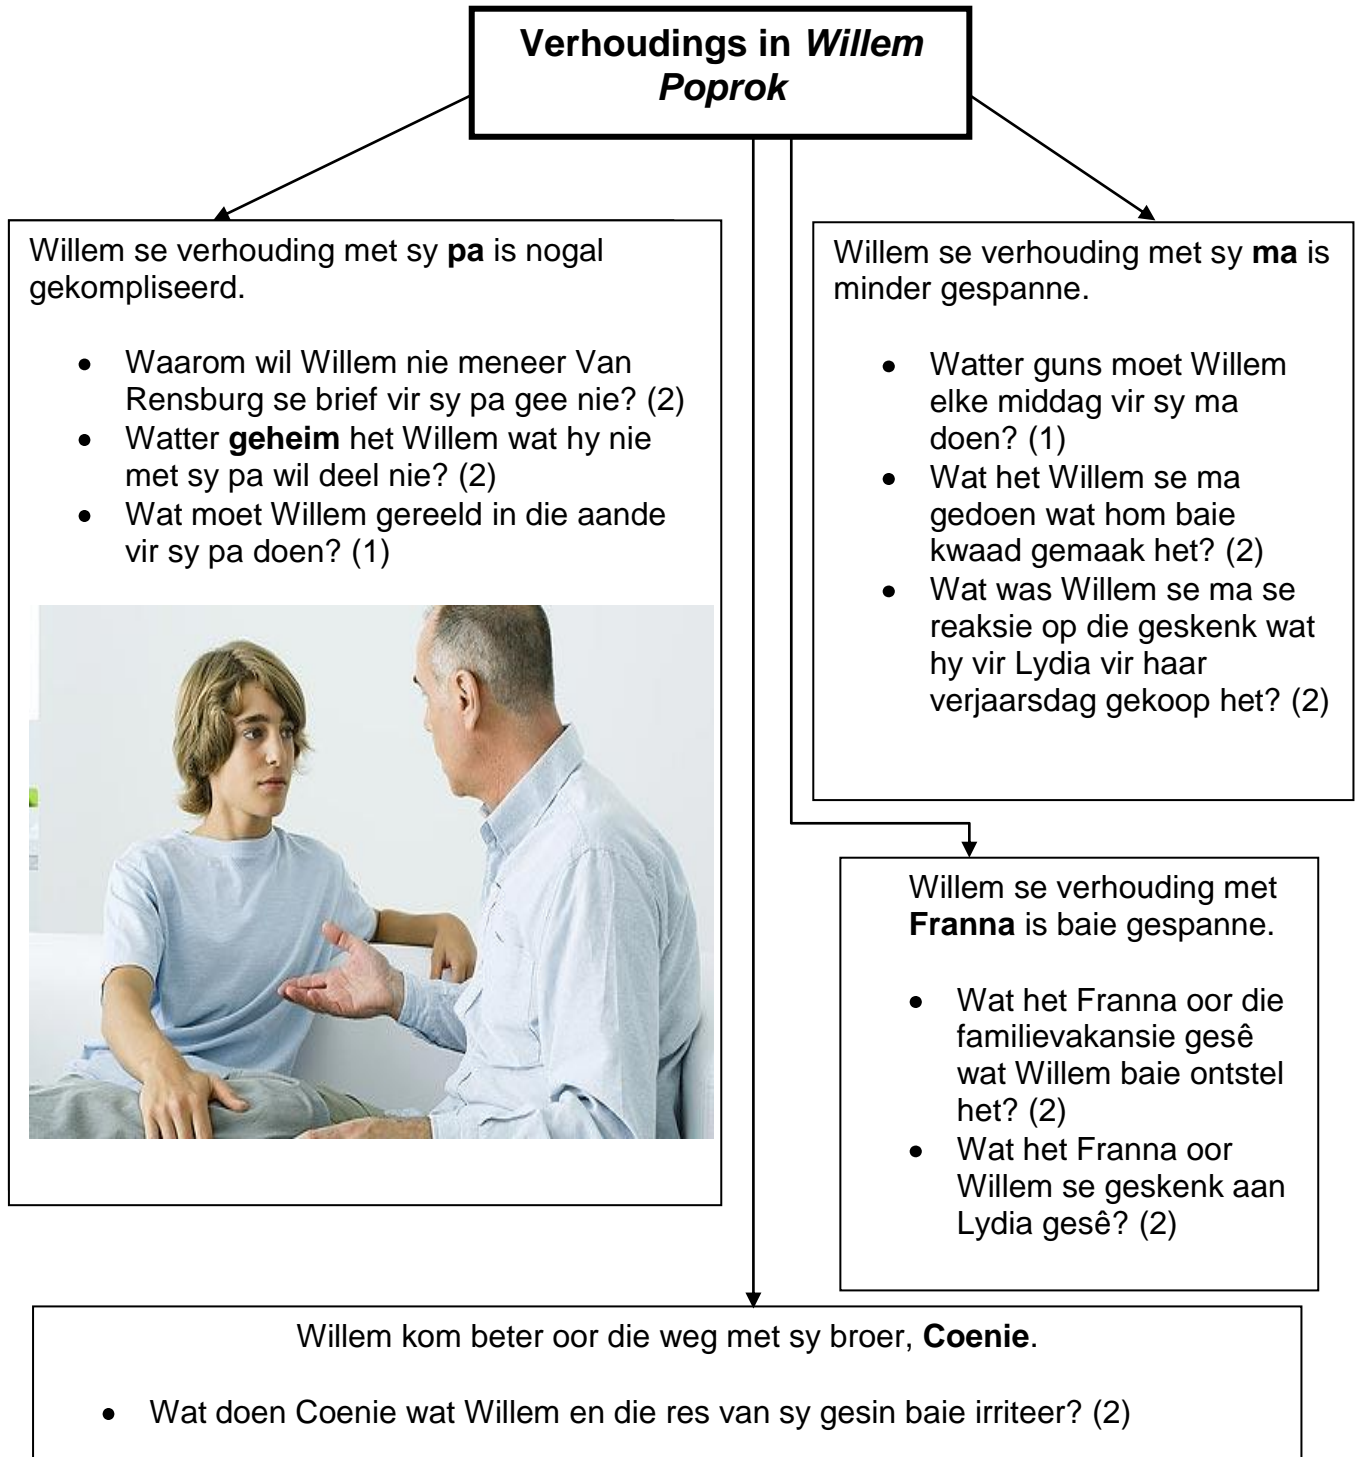 Verhoudings in Willem
Poprok
Willem se verhouding met sy pa is nogal
gekompliseerd.
• Waarom wil Willem nie meneer Van
Rensburg se brief vir sy pa gee nie? (2)
• Watter geheim het Willem wat hy nie
met sy pa wil deel nie? (2)
• Wat moet Willem gereeld in die aande
vir sy pa doen? (1)
Willem se verhouding met sy ma is
minder gespanne.
• Watter guns moet Willem
elke middag vir sy ma
doen? (1)
• Wat het Willem se ma
gedoen wat hom baie
kwaad gemaak het? (2)
• Wat was Willem se ma se
reaksie op die geskenk wat
hy vir Lydia vir haar
verjaarsdag gekoop het? (2)
Willem se verhouding met
Franna is baie gespanne.
• Wat het Franna oor die
familievakansie gesê
wat Willem baie ontstel
het? (2)
• Wat het Franna oor
Willem se geskenk aan
Lydia gesê? (2)
Willem kom beter oor die weg met sy broer, Coenie.
• Wat doen Coenie wat Willem en die res van sy gesin baie irriteer? (2)